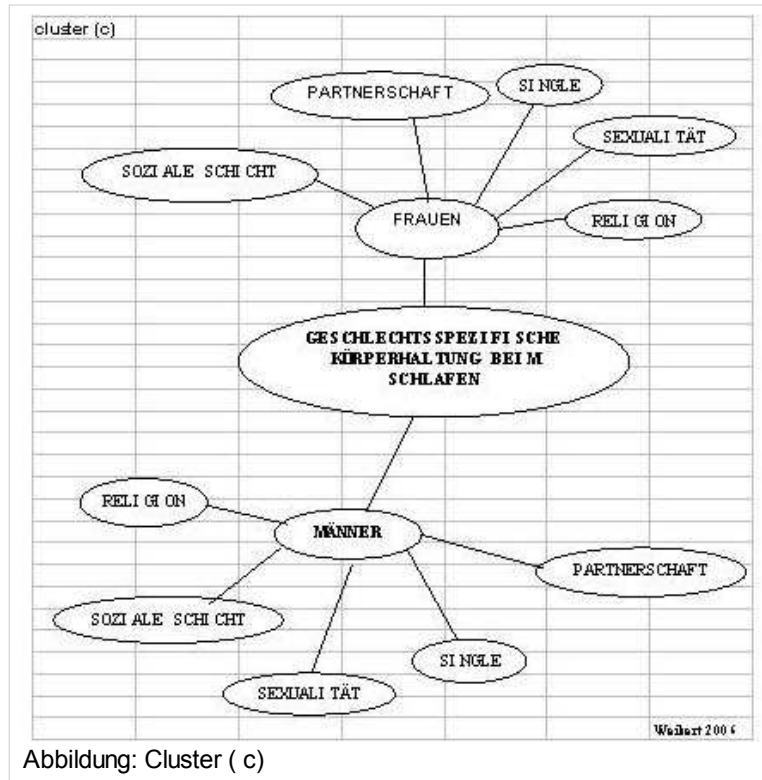 cluster (c)
PARTNERSCHAFT
SINGLE
SEXUALITÄT
SOZIALE SCHICHT
FRAUEN
RELIGION
GESCHLECHTSSPEZIFISCHE
KÖRPERHALTUNG BEIM
SCHLAFEN
RELIGION
MÄNNER
PARTNERSCHAFT
SOZIALE SCHICHT
SINGLE
SEXUALITÄT
Weikert 2006
Abbildung: Cluster ( c)